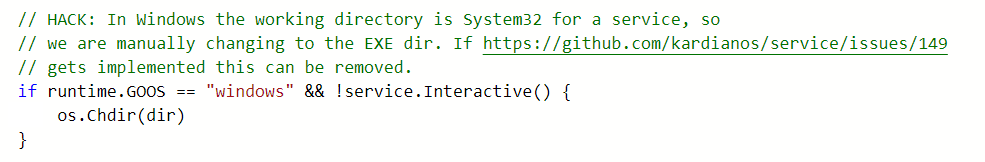 // HACK: In Windows the working directory is System32 for a service, so
// we are manually changing to the EXE dir. If https://github.com/kardianos/service/issues/149
// gets implemented this can be removed.
if runtime.GOOS == "windows" && !service.Interactive() {
    os.Chdir(dir)
}